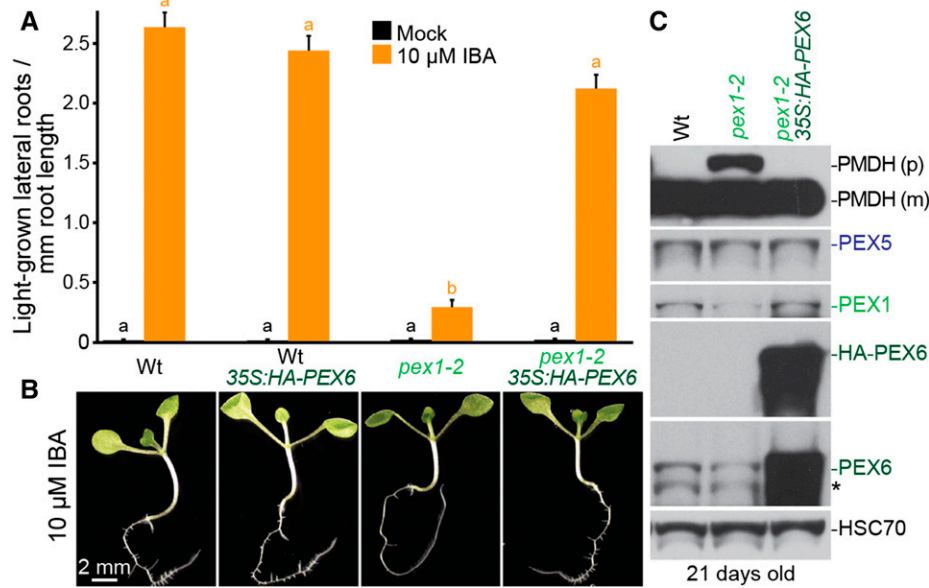 A
Light-grown lateral roots /
mm root length
2.5
2.0
1.5
1.0
0.5
0
Mock
10 µM IBA
a
a
a
a
a
b
a
a
Wt
Wt
35S:HA-PEX6
pex1-2
pex1-2
35S:HA-PEX6
B
10 µM IBA
2 mm
C
Wt
pex1-2
pex1-2
35S:HA-PEX6
-PMDH (p)
-PMDH (m)
-PEX5
-PEX1
-HA-PEX6
-PEX6
*
-HSC70
21 days old